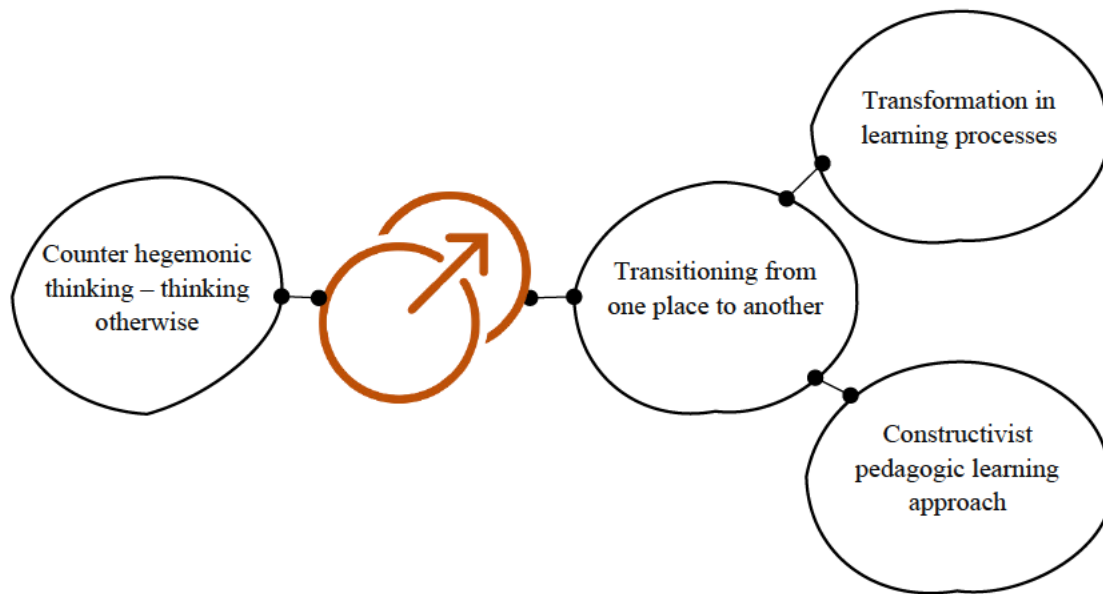 Counter hegemonic
thinking – thinking
otherwise
Transitioning from
one place to another
Transformation in
learning processes
Constructivist
pedagogic learning
approach